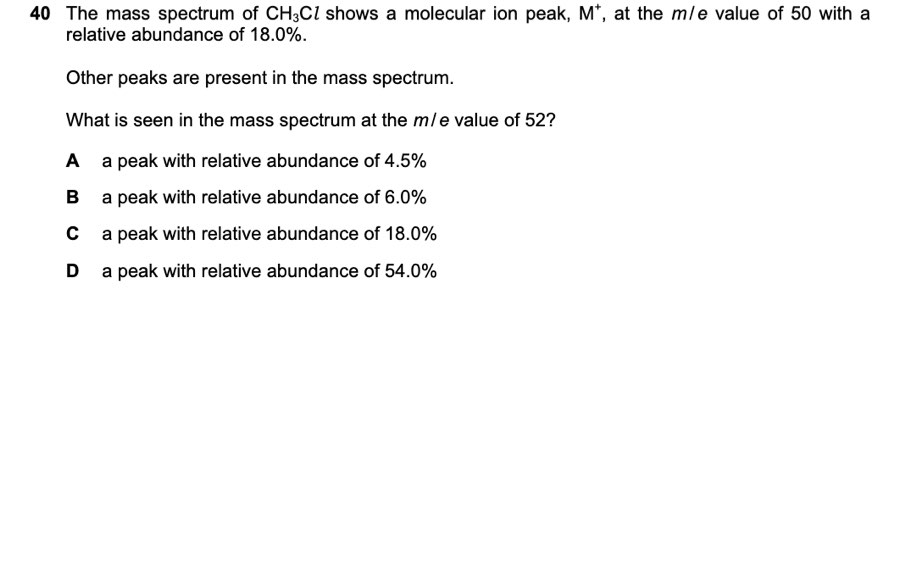 40 The mass spectrum of CH₃Cl shows a molecular ion peak, M⁺, at the m/e value of 50 with a
relative abundance of 18.0%.
Other peaks are present in the mass spectrum.
What is seen in the mass spectrum at the m/e value of 52?
A a peak with relative abundance of 4.5%
B a peak with relative abundance of 6.0%
C a peak with relative abundance of 18.0%
D a peak with relative abundance of 54.0%